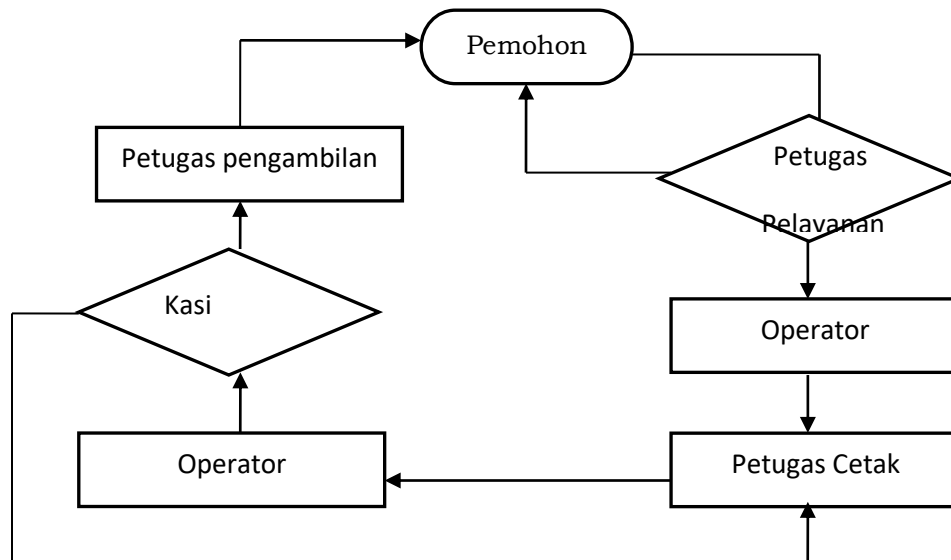 Pemohon
Petugas pengambilan
Petugas
Pelayanan
Kasi
Operator
Operator
Petugas Cetak